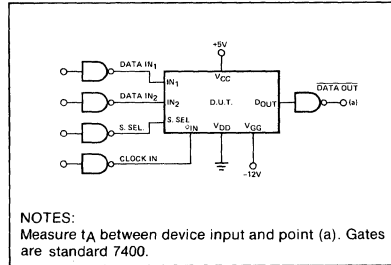 +5V
DATA IN1
VCC
IN1
DATA OUT
DATA IN2
IN2
D.U.T.
DOUT
(a)
S. SEL.
S. SEL
VDD
VGG
CLOCK IN
ΦIN
-12V
NOTES:
Measure tA between device input and point (a). Gates
are standard 7400.